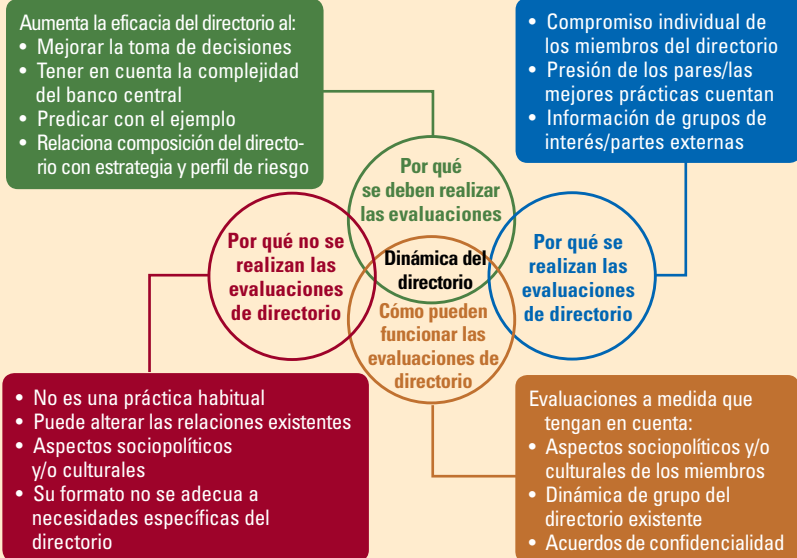 Aumenta la eficacia del directorio al:
• Mejorar la toma de decisiones
• Tener en cuenta la complejidad
del banco central
• Predicar con el ejemplo
• Relaciona composición del directo-
rio con estrategia y perfil de riesgo
• Compromiso individual de
los miembros del directorio
• Presión de los pares/las
mejores prácticas cuentan
• Información de grupos de
interés/partes externas
Por qué
se deben realizar
las evaluaciones
Por qué no se
realizan las
evaluaciones
de directorio
Dinámica del
directorio
Por qué se
realizan las
evaluaciones
de directorio
Cómo pueden
funcionar las
evaluaciones de
directorio
• No es una práctica habitual
• Puede alterar las relaciones existentes
• Aspectos sociopolíticos
y/o culturales
• Su formato no se adecua a
necesidades específicas del
directorio
Evaluaciones a medida que
tengan en cuenta:
• Aspectos sociopolíticos y/o
culturales de los miembros
• Dinámica de grupo del
directorio existente
• Acuerdos de confidencialidad